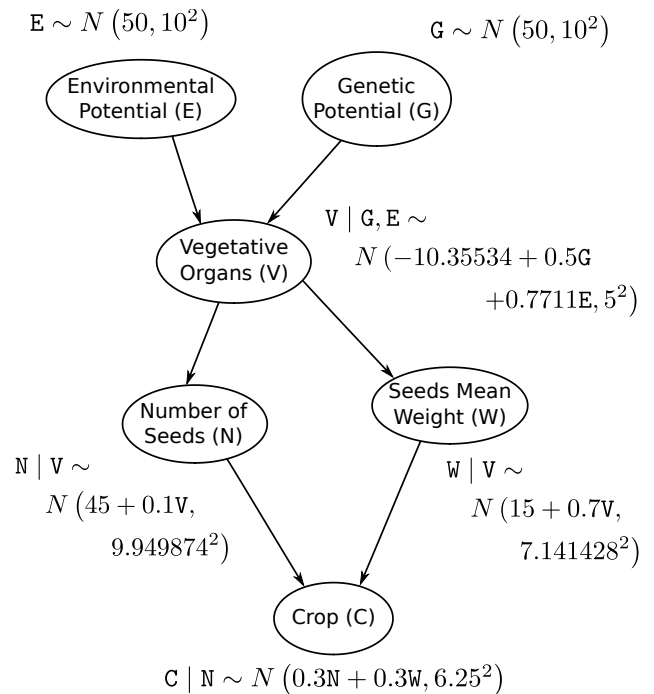 E ∼ N (50, 10²)
G ∼ N (50, 10²)
Environmental
Potential (E)
Genetic
Potential (G)
V | G, E ∼
N (−10.35534 + 0.5G
+0.7711E, 5²)
Vegetative
Organs (V)
Number of
Seeds (N)
Seeds Mean
Weight (W)
N | V ∼
N (45 + 0.1V,
9.949874²)
W | V ∼
N (15 + 0.7V,
7.141428²)
Crop (C)
C | N ∼ N (0.3N + 0.3W, 6.25²)